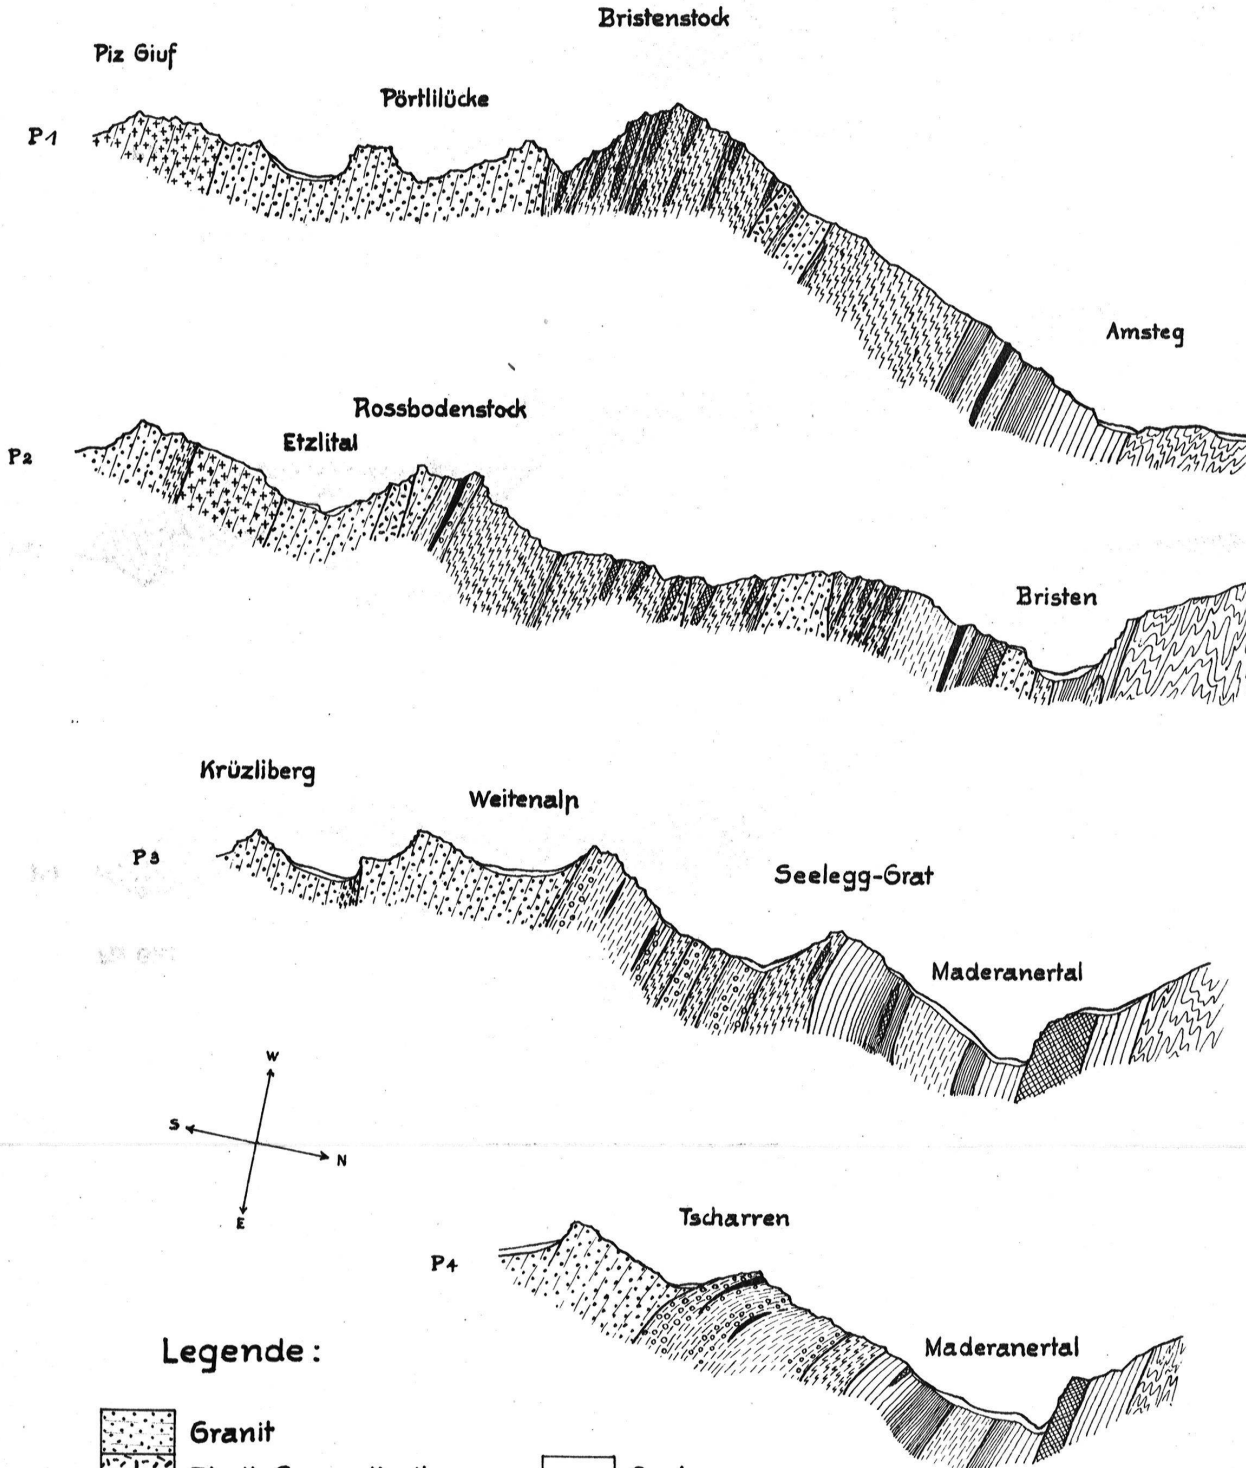 Bristenstock
Piz Giuf
Pörtlilücke
P1
Amsteg
Rossbodenstock
Etzlital
P2
Bristen
Krüzliberg
Weitenalp
P3
Seelegg-Grat
Maderanertal
W
S
N
E
Tscharren
P4
Maderanertal
Legende:
Granit